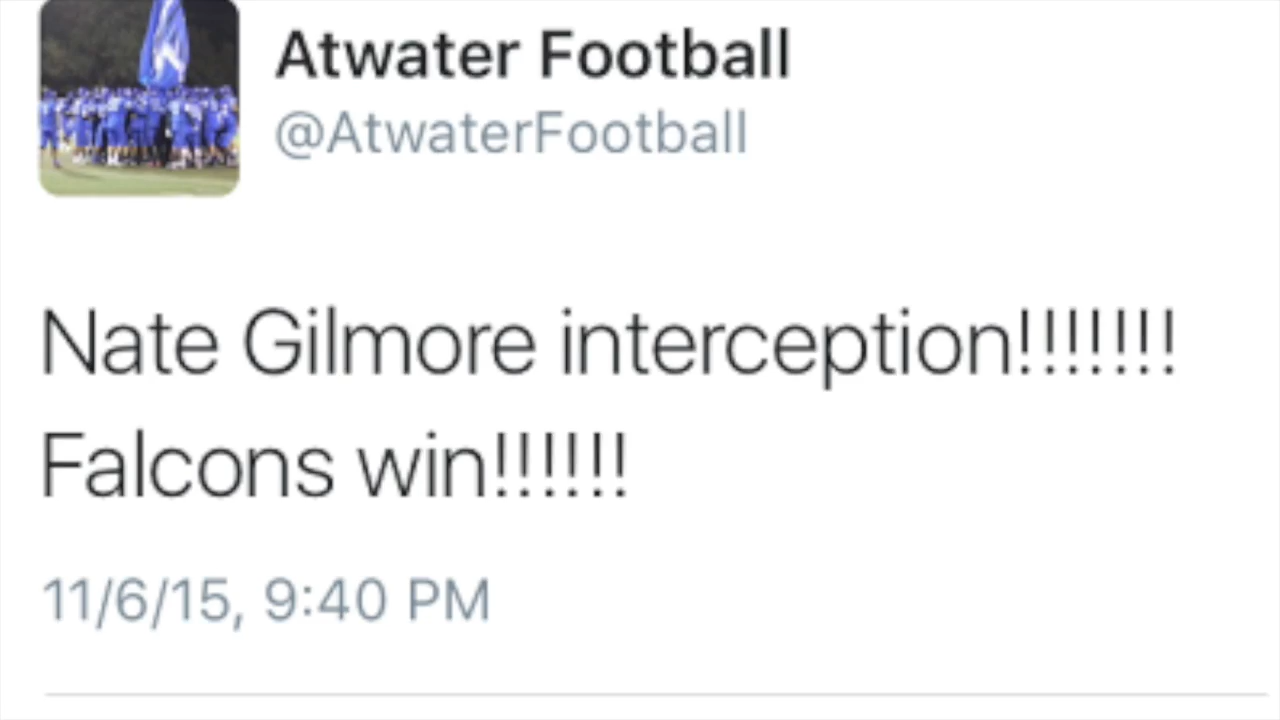 Atwater Football
@AtwaterFootball
Nate Gilmore interception!!!!!!!
Falcons win!!!!!!
11/6/15, 9:40 PM